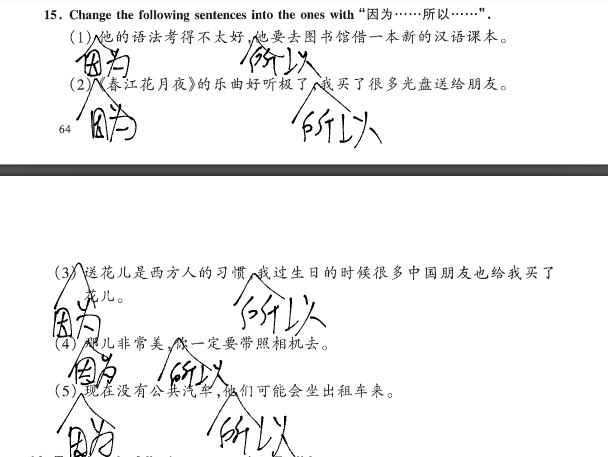 15. Change the following sentences into the ones with “因为……所以……”.
(1) 他的语法考得不太好,他要去图书馆借一本新的汉语课本。
因为 所以
(2)《春江花月夜》的乐曲好听极了,我买了很多光盘送给朋友。
因为 所以
64
(3) 送花儿是西方人的习惯,我过生日的时候很多中国朋友也给我买了
花儿。
因为 所以
(4) 那儿非常美,你一定要带照相机去。
因为 所以
(5) 现在没有公共汽车,他们可能会坐出租车来。
因为 所以